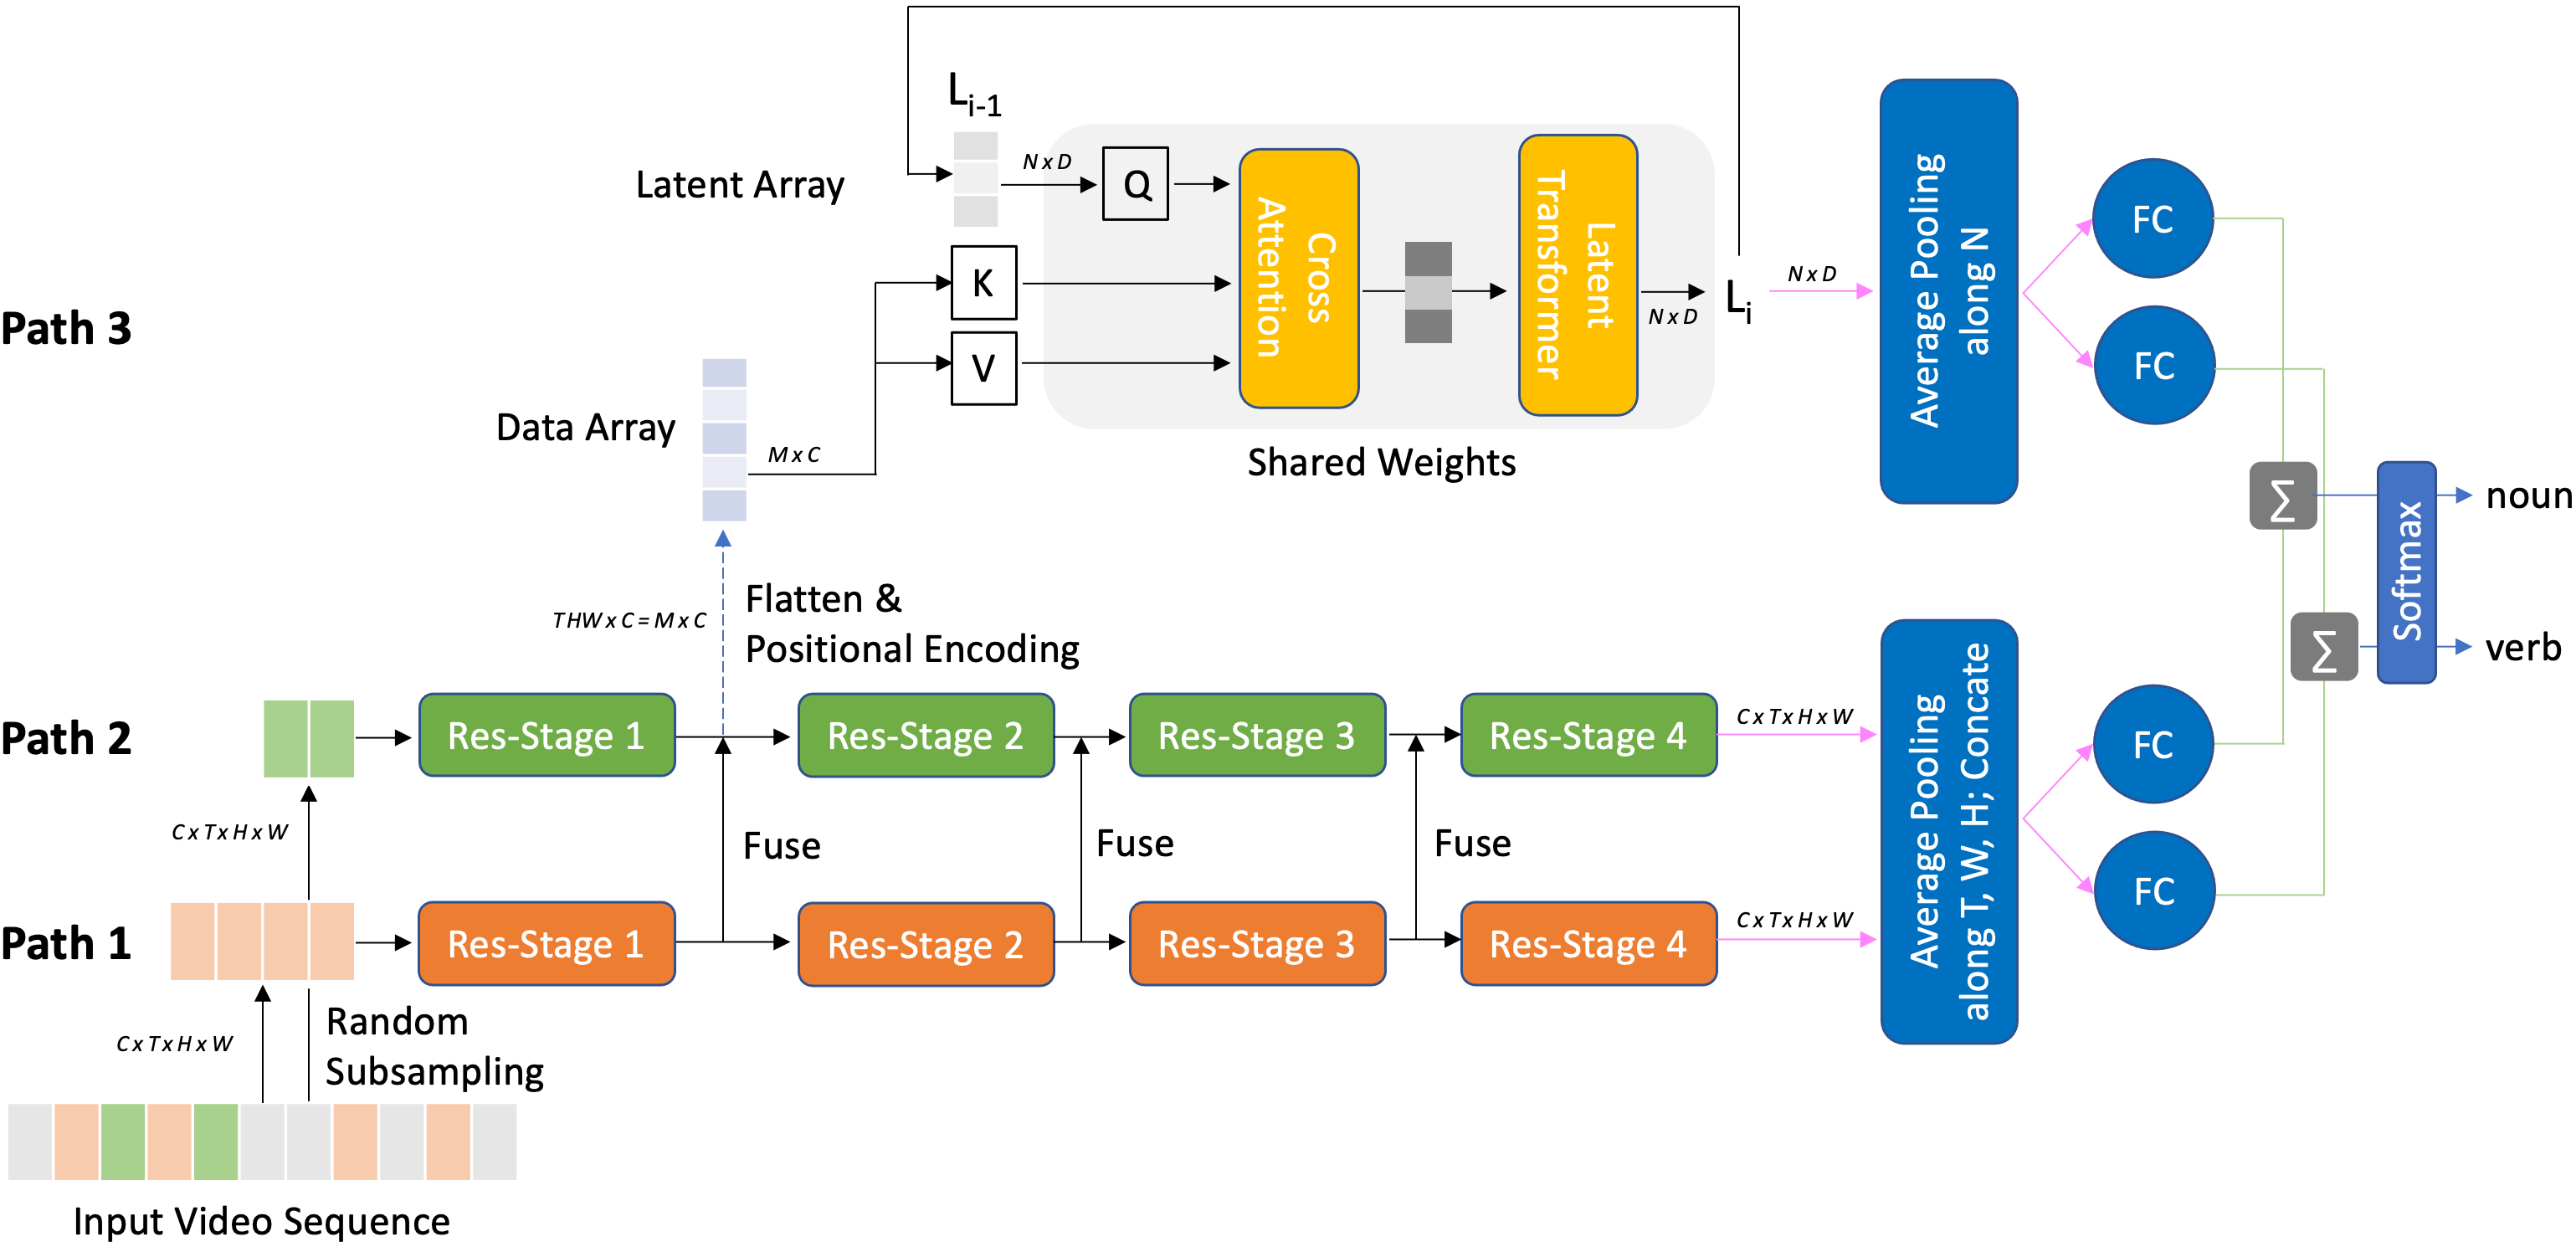 L_{i-1}
Latent Array
N x D
Q
K
V
Cross
Attention
Latent
Transformer
N x D
L_i
N x D
Average Pooling
along N
FC
FC
Path 3
Data Array
M x C
Shared Weights
∑
noun
Softmax
∑
verb
THW x C = M x C
Flatten &
Positional Encoding
Path 2
Res-Stage 1
Res-Stage 2
Res-Stage 3
Res-Stage 4
C x T x H x W
Average Pooling
along T, W, H; Concate
FC
FC
C x T x H x W
Fuse
Fuse
Fuse
Path 1
Res-Stage 1
Res-Stage 2
Res-Stage 3
Res-Stage 4
C x T x H x W
C x T x H x W
Random
Subsampling
Input Video Sequence